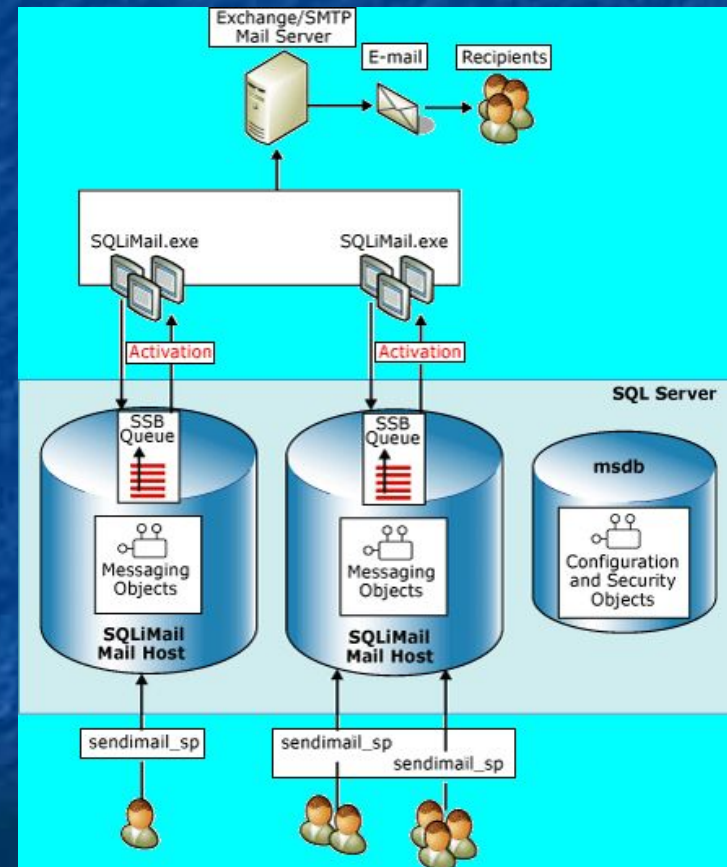 Exchange/SMTP
Mail Server
E-mail
Recipients
SQLiMail.exe
SQLiMail.exe
Activation
Activation
SQL Server
SSB
Queue
SSB
Queue
msdb
Messaging
Objects
Messaging
Objects
Configuration
and Security
Objects
SQLiMail
Mail Host
SQLiMail
Mail Host
sendimail_sp
sendimail_sp
sendimail_sp